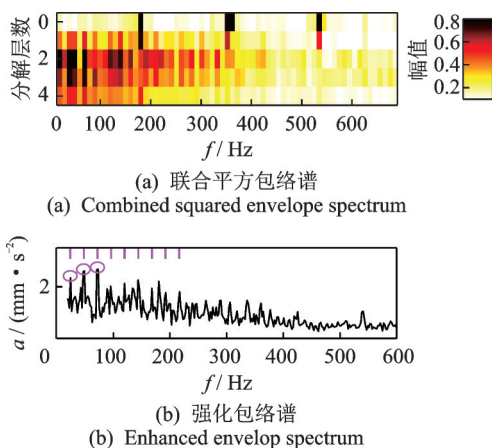 0
2
4
分解层数
0 100 200 300 400 500 600
f / Hz
0.8
0.6
0.4
0.2
幅值
(a) 联合平方包络谱
(a) Combined squared envelope spectrum
2
0
a / (mm · s⁻²)
100 200 300 400 500 600
f / Hz
(b) 强化包络谱
(b) Enhanced envelop spectrum